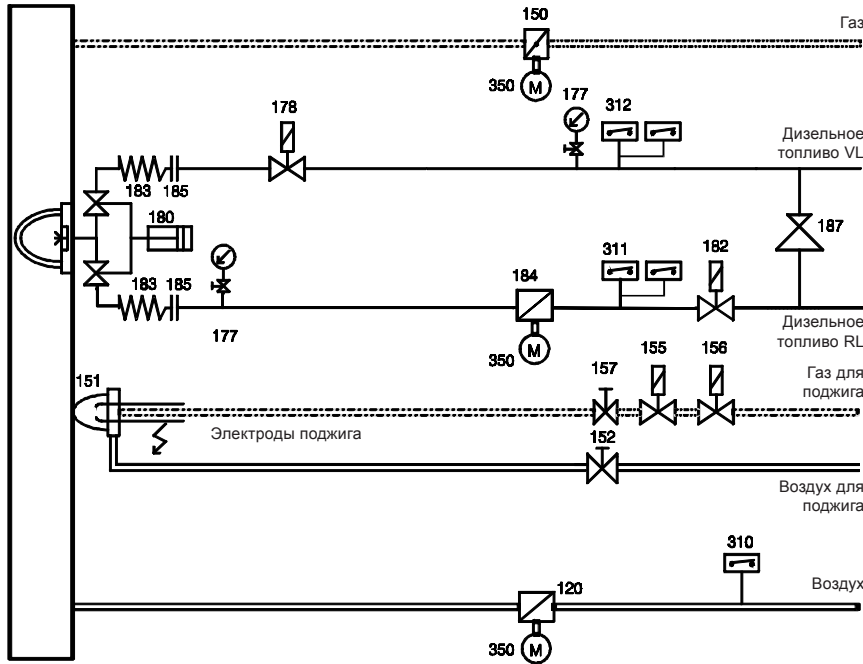 150
Газ
350
M
178
177
312
Дизельное
топливо VL
183
185
180
187
183
185
177
184
311
182
350
M
Дизельное
топливо RL
151
157
155
156
Газ для
поджига
Электроды поджига
152
Воздух для
поджига
310
120
Воздух
350
M